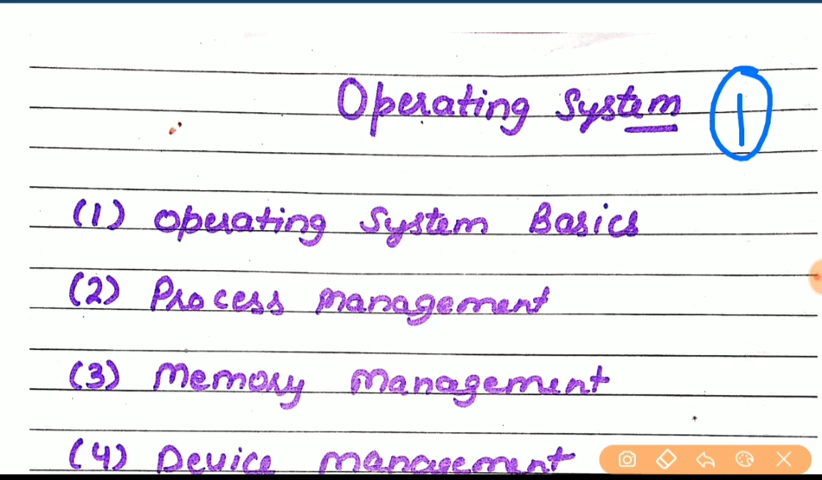 Operating System 1
(1) Operating System Basics
(2) Process Management
(3) Memory Management
(4) Device Management